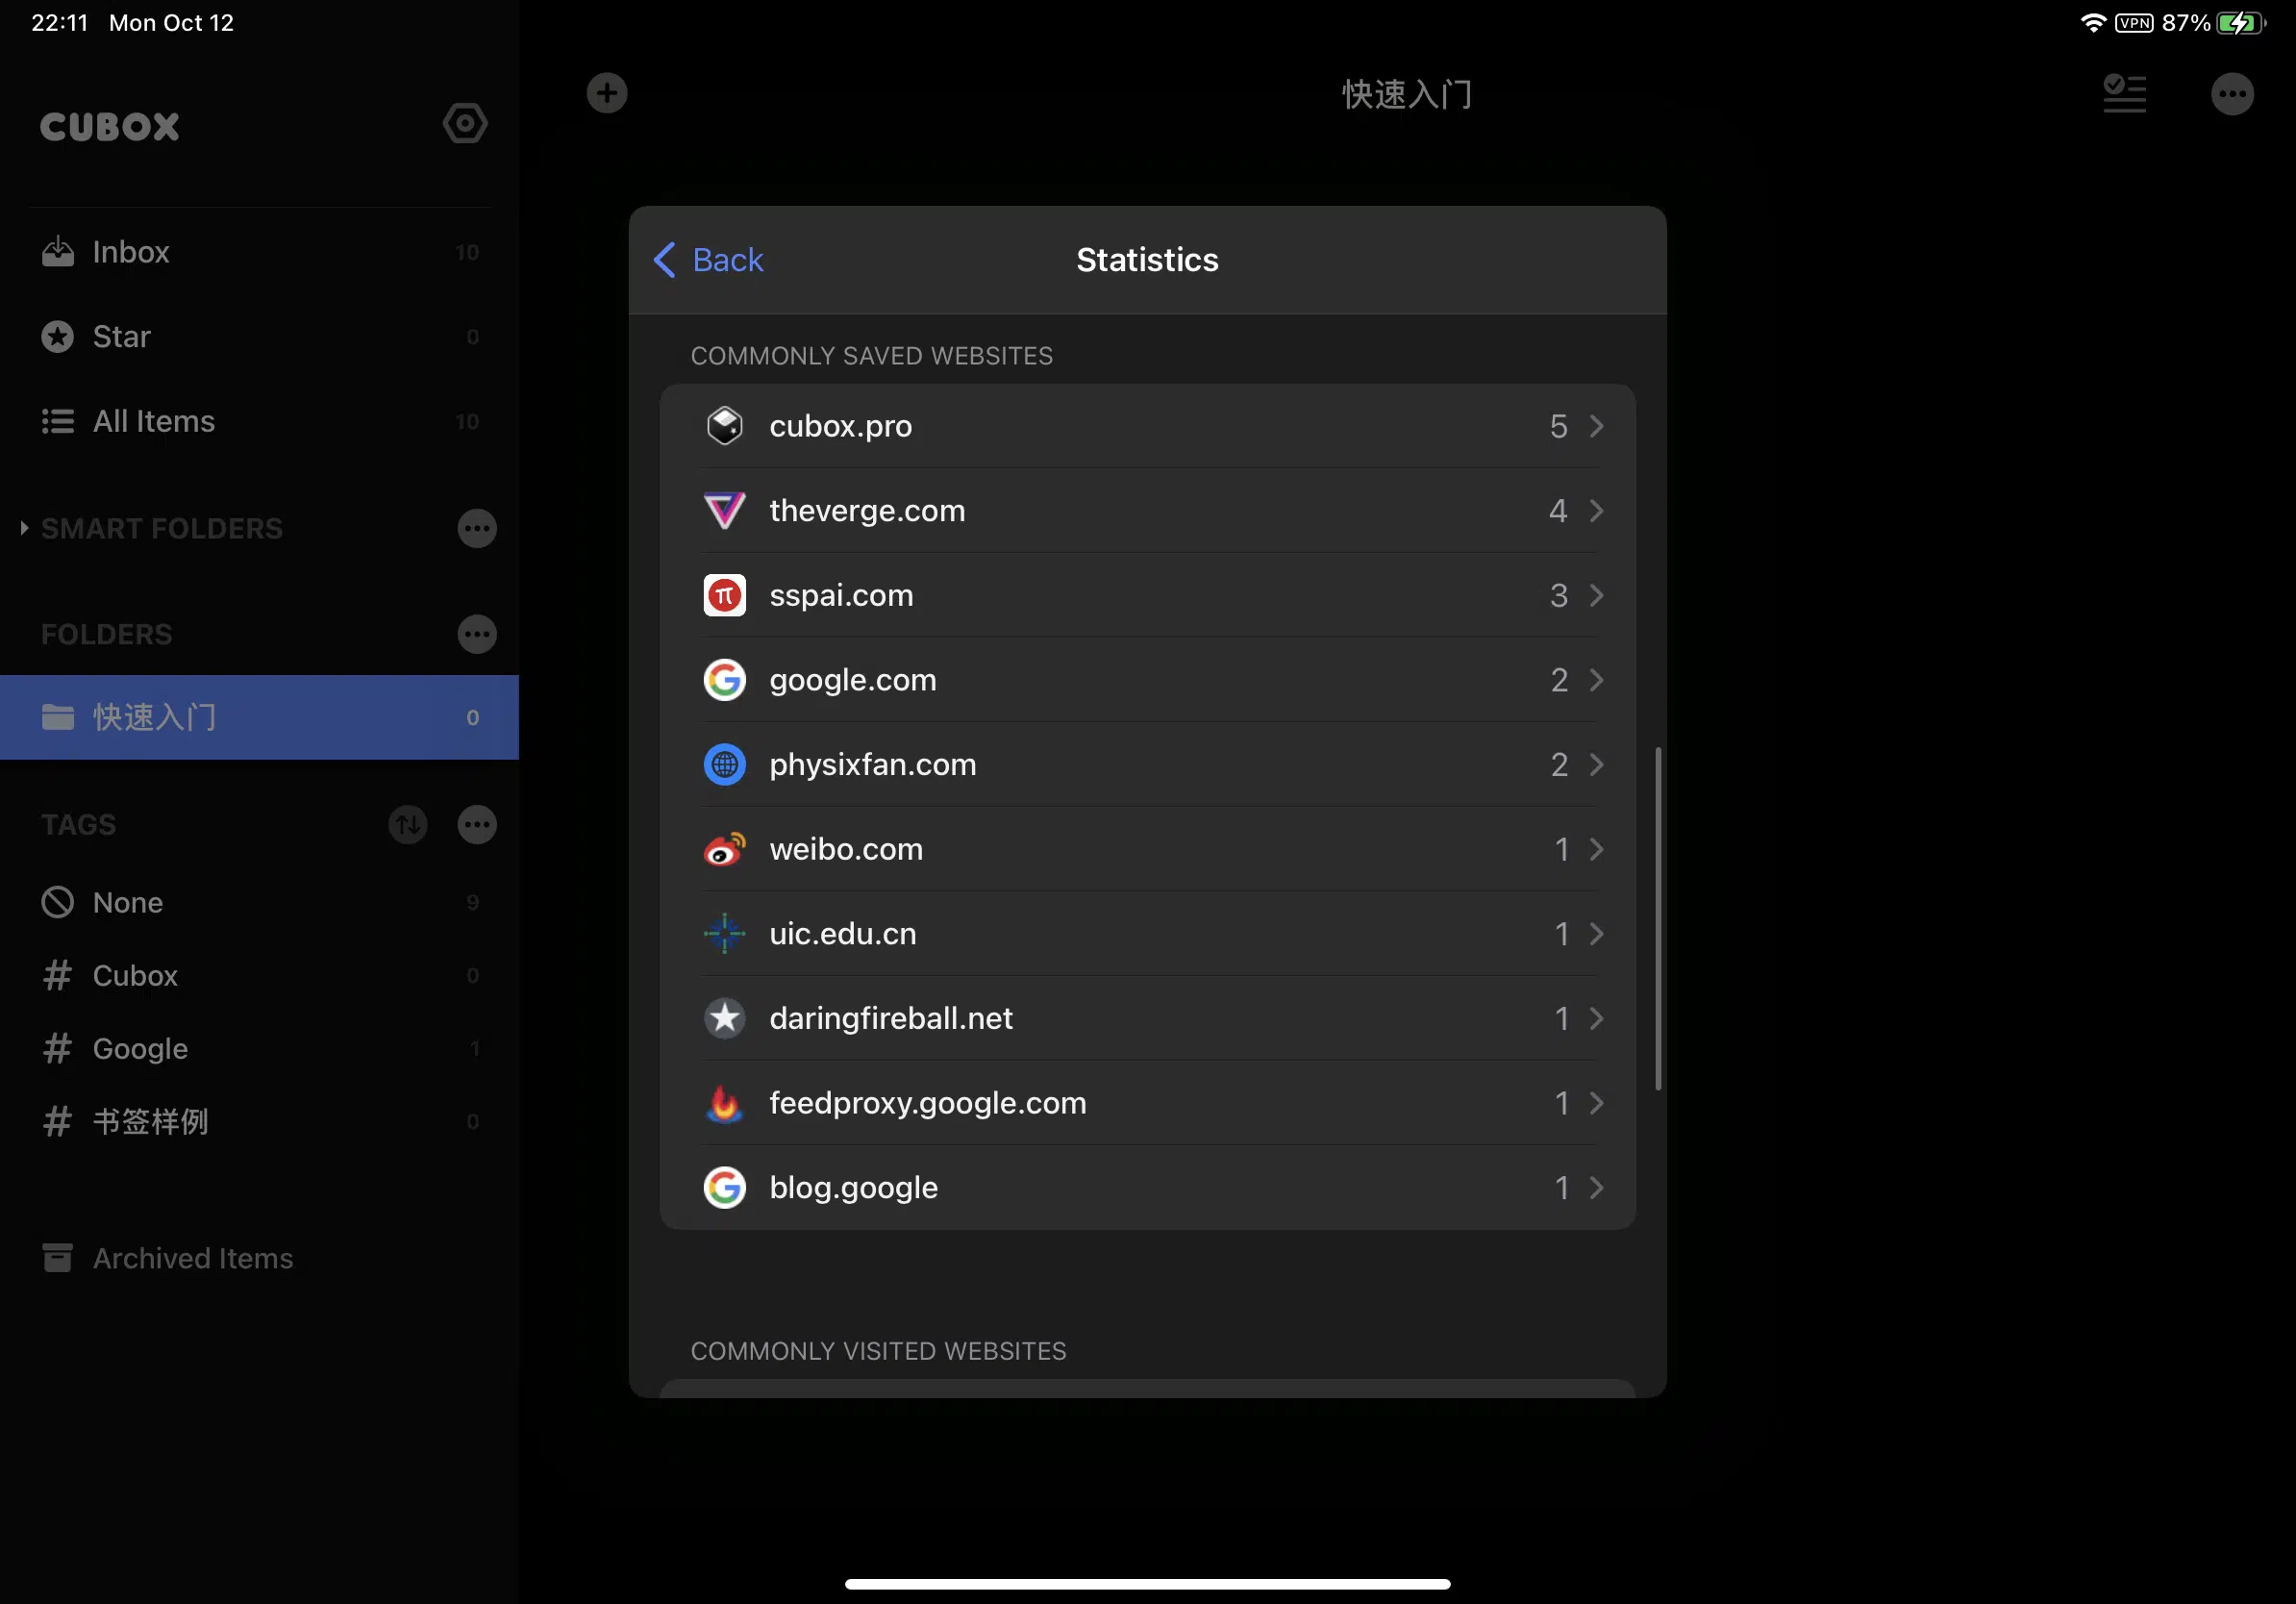 22:11 Mon Oct 12
VPN 87%
CUBOX
Inbox 10
Star 0
All Items 10
SMART FOLDERS
FOLDERS
快速入门 0
TAGS
None 9
Cubox 0
Google 1
书签样例 0
Archived Items
快速入门
Back
Statistics
COMMONLY SAVED WEBSITES
cubox.pro 5
theverge.com 4
sspai.com 3
google.com 2
physixfan.com 2
weibo.com 1
uic.edu.cn 1
daringfireball.net 1
feedproxy.google.com 1
blog.google 1
COMMONLY VISITED WEBSITES